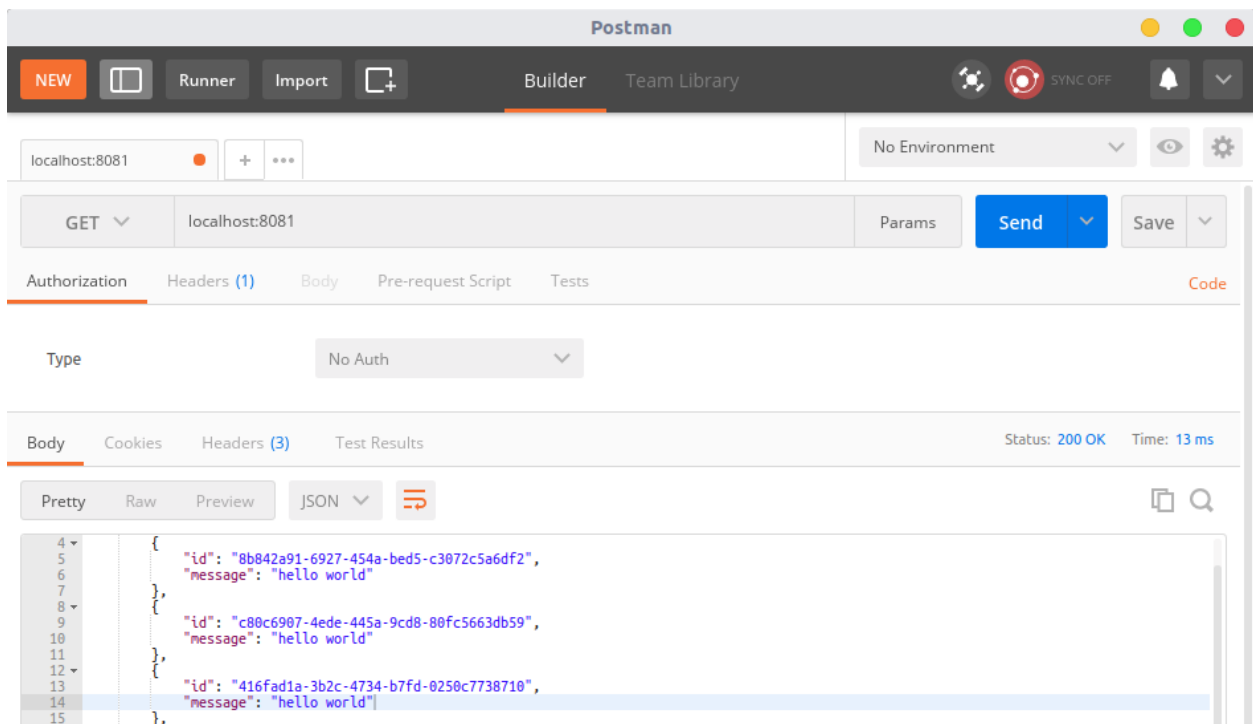 Postman
NEW Runner Import Builder Team Library SYNC OFF
localhost:8081 + ••• No Environment
GET localhost:8081 Params Send Save
Authorization Headers (1) Body Pre-request Script Tests Code
Type No Auth
Body Cookies Headers (3) Test Results Status: 200 OK Time: 13 ms
Pretty Raw Preview JSON
4 {
5 "id": "8b842a91-6927-454a-bed5-c3072c5a6df2",
6 "message": "hello world"
7 },
8 {
9 "id": "c80c6907-4ede-445a-9cd8-80fc5663db59",
10 "message": "hello world"
11 },
12 {
13 "id": "416fad1a-3b2c-4734-b7fd-0250c7738710",
14 "message": "hello world"
15 },